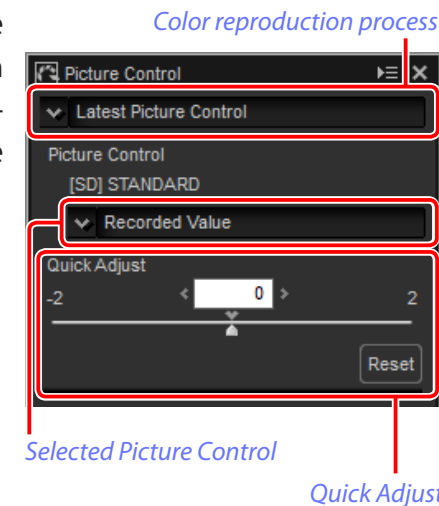 Color reproduction process
Picture Control
Latest Picture Control
Picture Control
[SD] STANDARD
Recorded Value
Quick Adjust
-2 0 2
Reset
Selected Picture Control
Quick Adjust